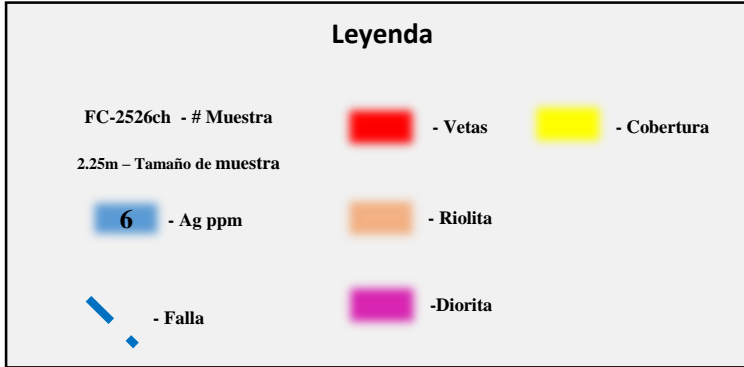 Leyenda
FC-2526ch - # Muestra
- Vetas
- Cobertura
2.25m – Tamaño de muestra
6 - Ag ppm
- Riolita
- Falla
-Diorita